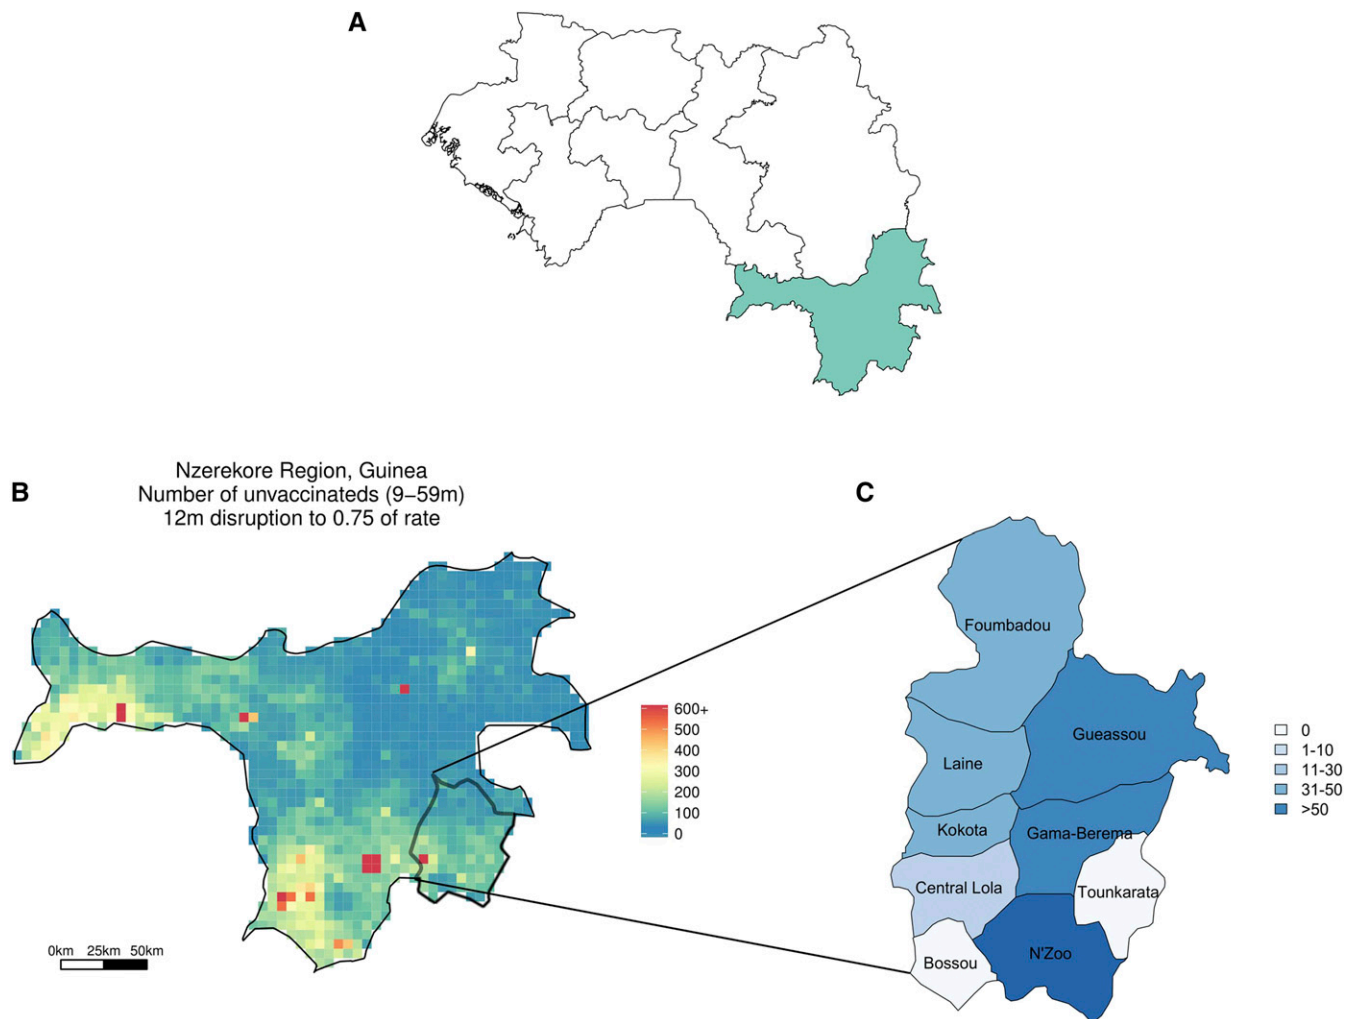 A
B
Nzerekore Region, Guinea
Number of unvaccinateds (9−59m)
12m disruption to 0.75 of rate
600+
500
400
300
200
100
0
0km 25km 50km
C
Foumbadou
Gueassou
Laine
Kokota
Gama-Berema
Central Lola
Tounkarata
Bossou
N'Zoo
0
1-10
11-30
31-50
>50